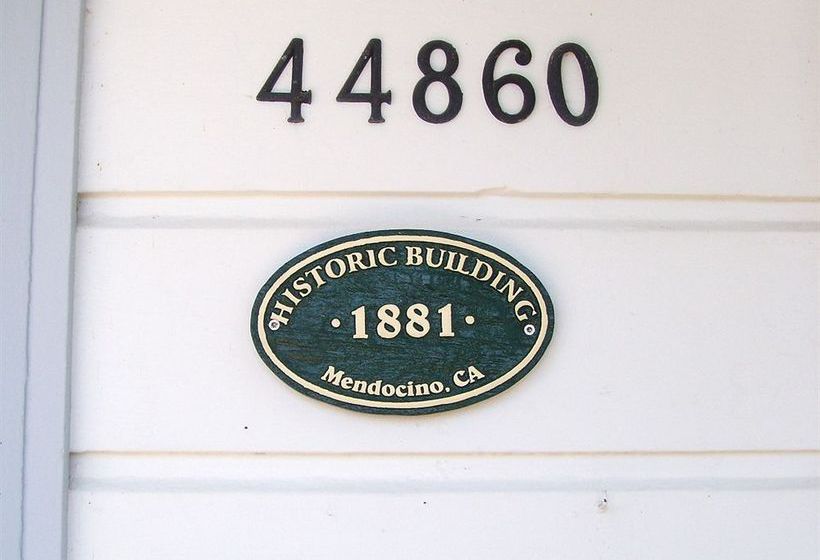 44860
HISTORIC BUILDING
·1881·
Mendocino. CA